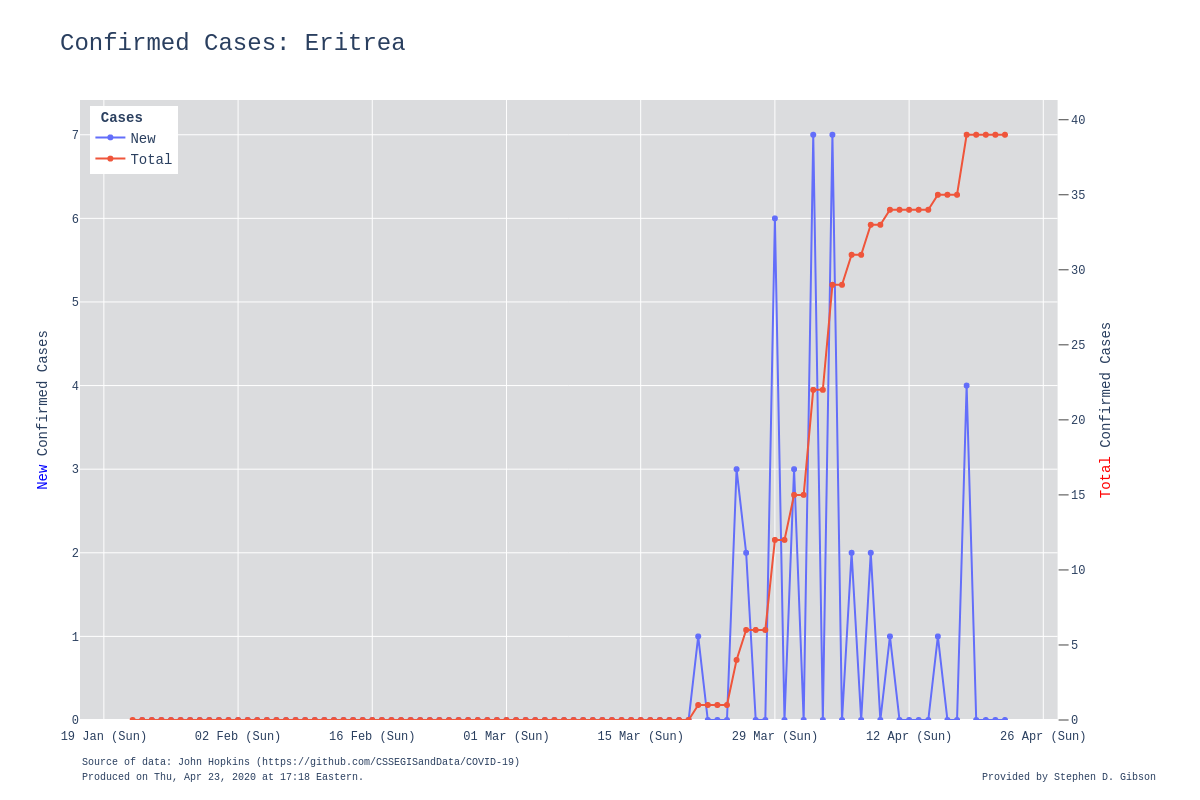 Confirmed Cases: Eritrea
Cases
New
Total
7
6
5
4
3
2
1
0
New Confirmed Cases
40
35
30
25
20
15
10
5
0
Total Confirmed Cases
19 Jan (Sun)
02 Feb (Sun)
16 Feb (Sun)
01 Mar (Sun)
15 Mar (Sun)
29 Mar (Sun)
12 Apr (Sun)
26 Apr (Sun)
Source of data: John Hopkins (https://github.com/CSSEGISandData/COVID-19)
Produced on Thu, Apr 23, 2020 at 17:18 Eastern.
Provided by Stephen D. Gibson